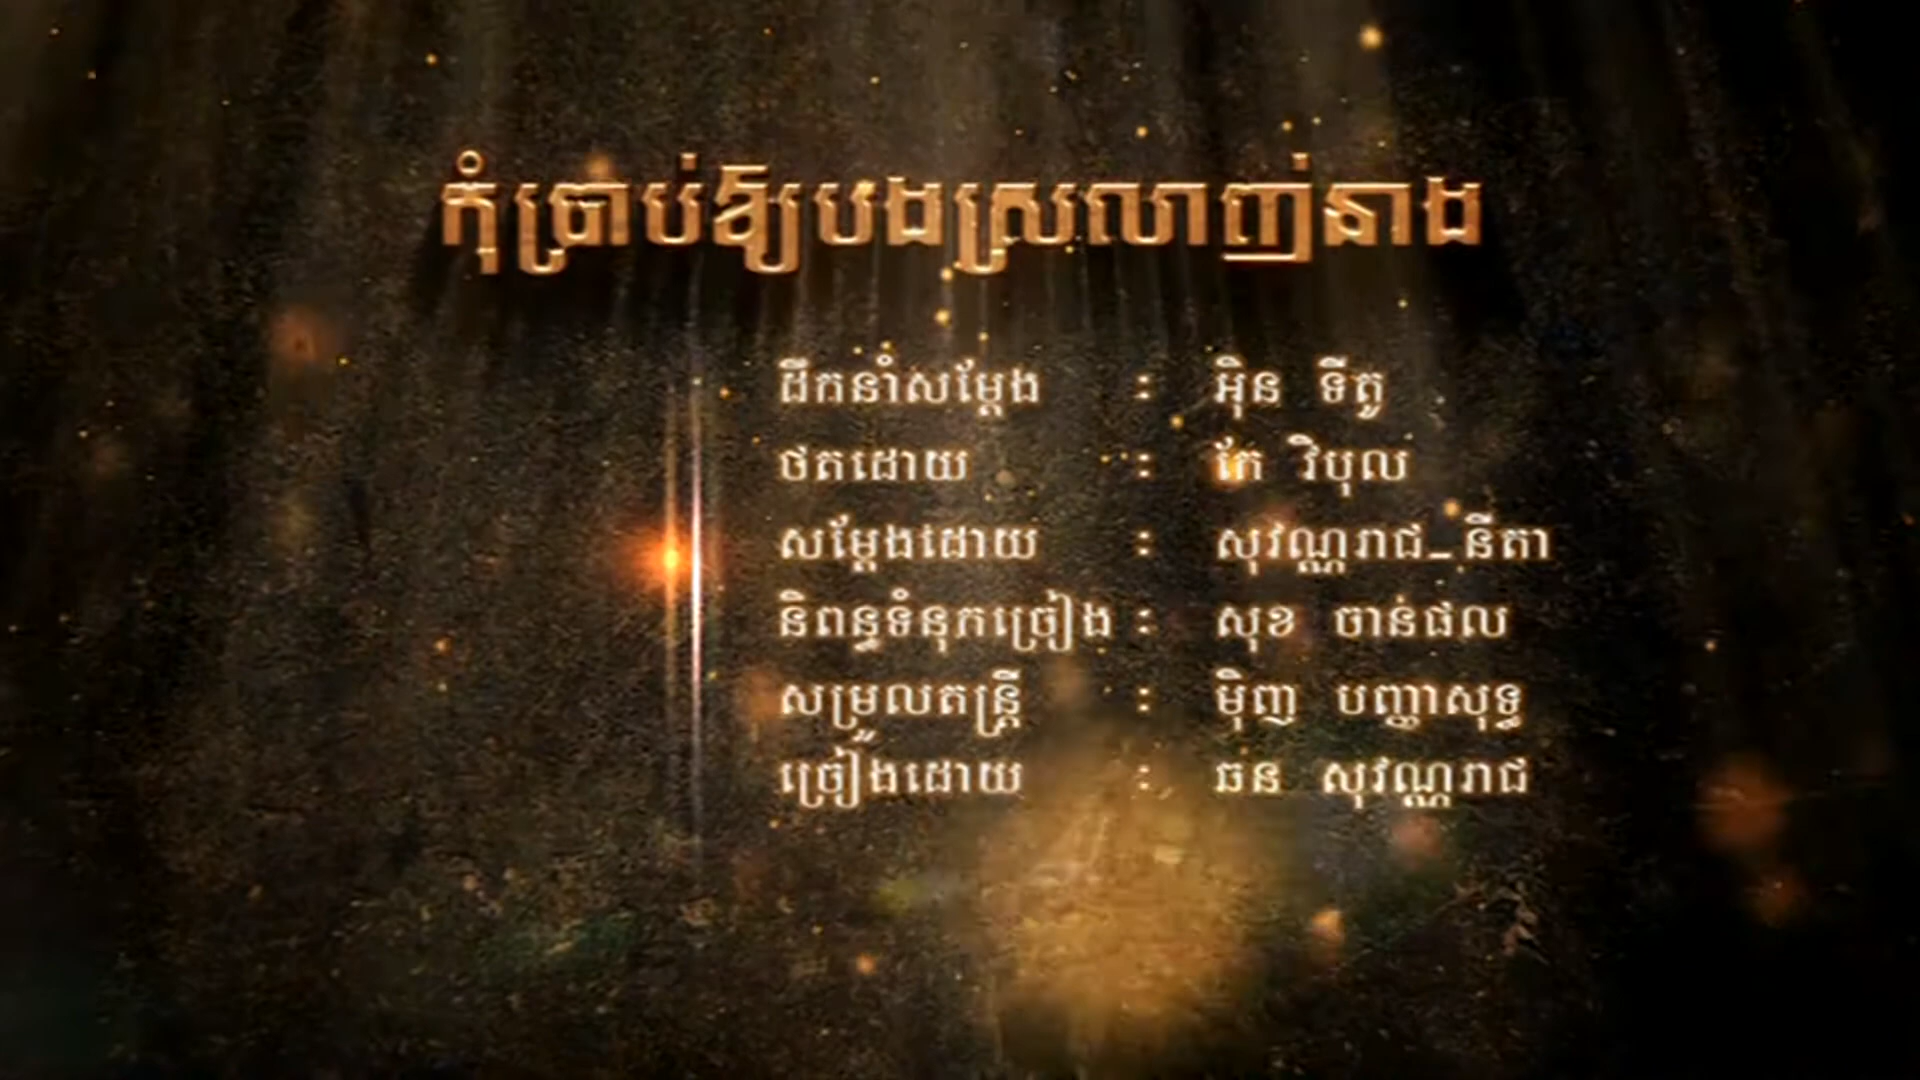 កុំប្រាប់ឱ្យបងស្រលាញ់នាង
ដឹកនាំសម្តែង : អ៊ិន ទីតូ
ថតដោយ : កែ វិបុល
សម្តែងដោយ : សុវណ្ណរាជ_នីតា
និពន្ធទំនុកច្រៀង : សុខ ចាន់ផល
សម្រួលតន្ត្រី : ម៉ិញ បញ្ញាសុទ្ធ
ច្រៀងដោយ : ឆន សុវណ្ណរាជ